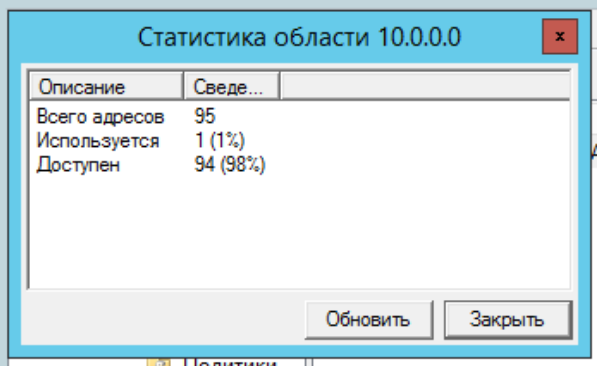 Статистика области 10.0.0.0
x
Описание Сведе...
Всего адресов 95
Используется 1 (1%)
Доступен 94 (98%)
Обновить Закрыть
Политики